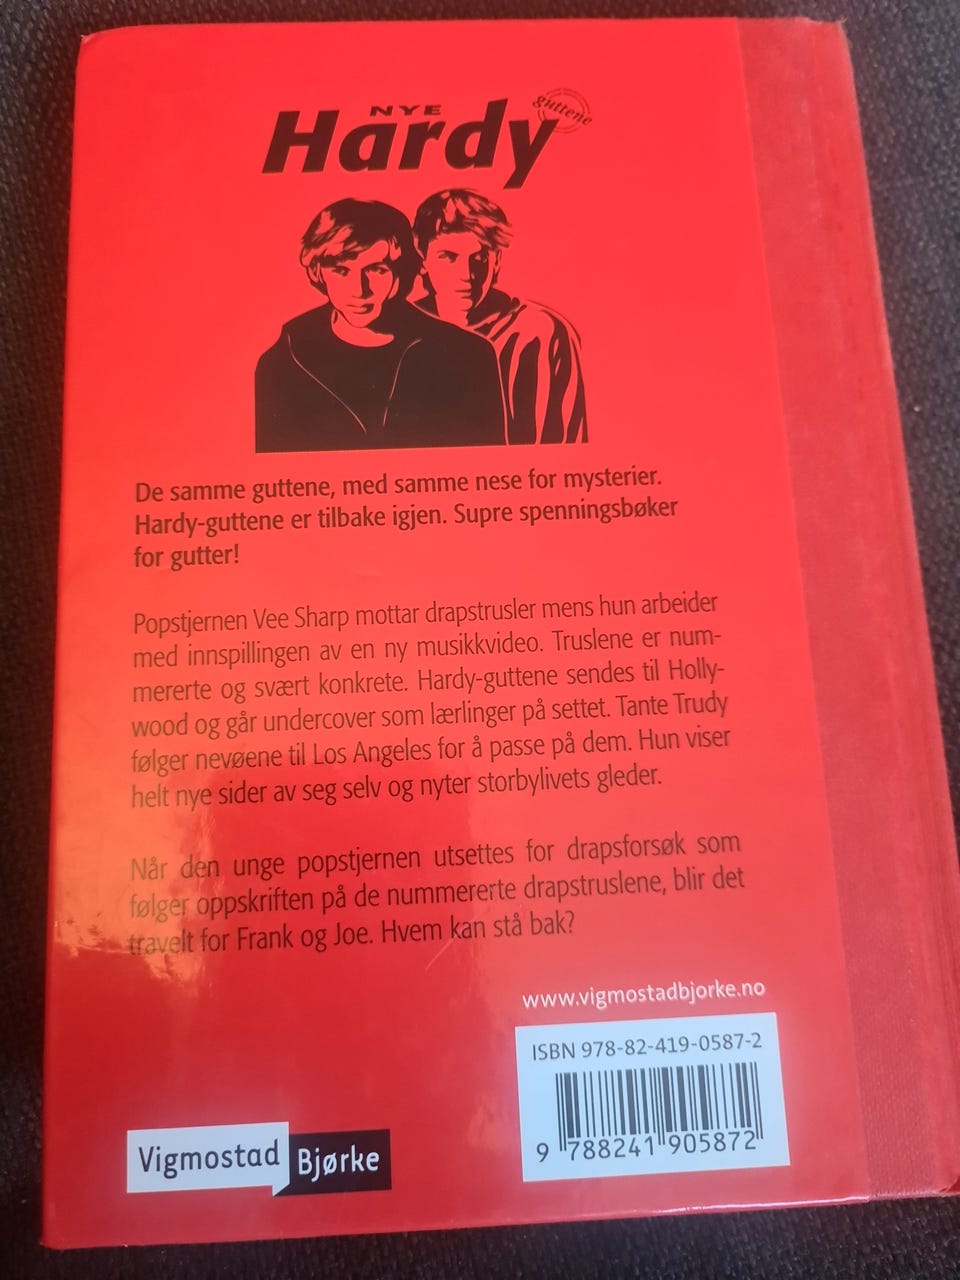 NYE
Hardy
guttene
De samme guttene, med samme nese for mysterier.
Hardy-guttene er tilbake igjen. Supre spenningsbøker
for gutter!
Popstjernen Vee Sharp mottar drapstrusler mens hun arbeider
med innspillingen av en ny musikkvideo. Truslene er num-
mererte og svært konkrete. Hardy-guttene sendes til Holly-
wood og går undercover som lærlinger på settet. Tante Trudy
følger nevøene til Los Angeles for å passe på dem. Hun viser
helt nye sider av seg selv og nyter storbylivets gleder.
Når den unge popstjernen utsettes for drapsforsøk som
følger oppskriften på de nummererte drapstruslene, blir det
travelt for Frank og Joe. Hvem kan stå bak?
www.vigmostadbjorke.no
ISBN 978-82-419-0587-2
9 788241 905872
Vigmostad Bjørke